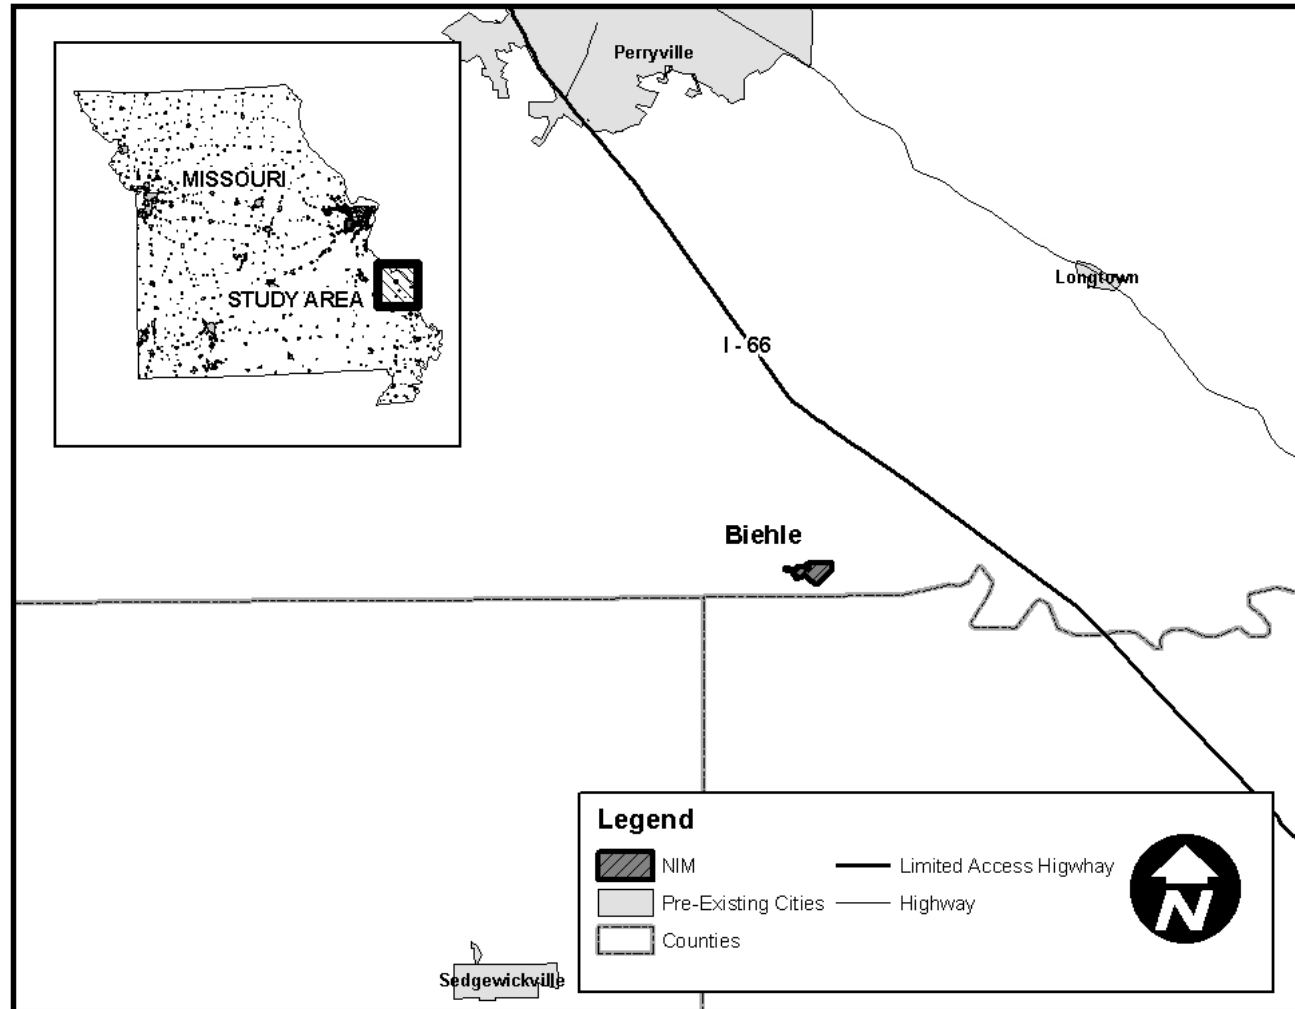 Perryville
MISSOURI
STUDY AREA
Longtown
I - 66
Biehle
Legend
NIM
Limited Access Higwhay
Pre-Existing Cities
Highway
Counties
N
Sedgewickville